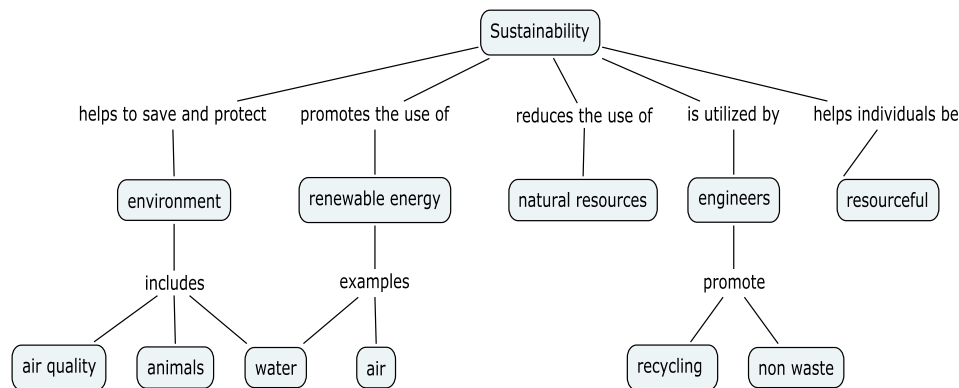 Sustainability
helps to save and protect
promotes the use of
reduces the use of
is utilized by
helps individuals be
environment
renewable energy
natural resources
engineers
resourceful
includes
examples
promote
air quality
animals
water
air
recycling
non waste